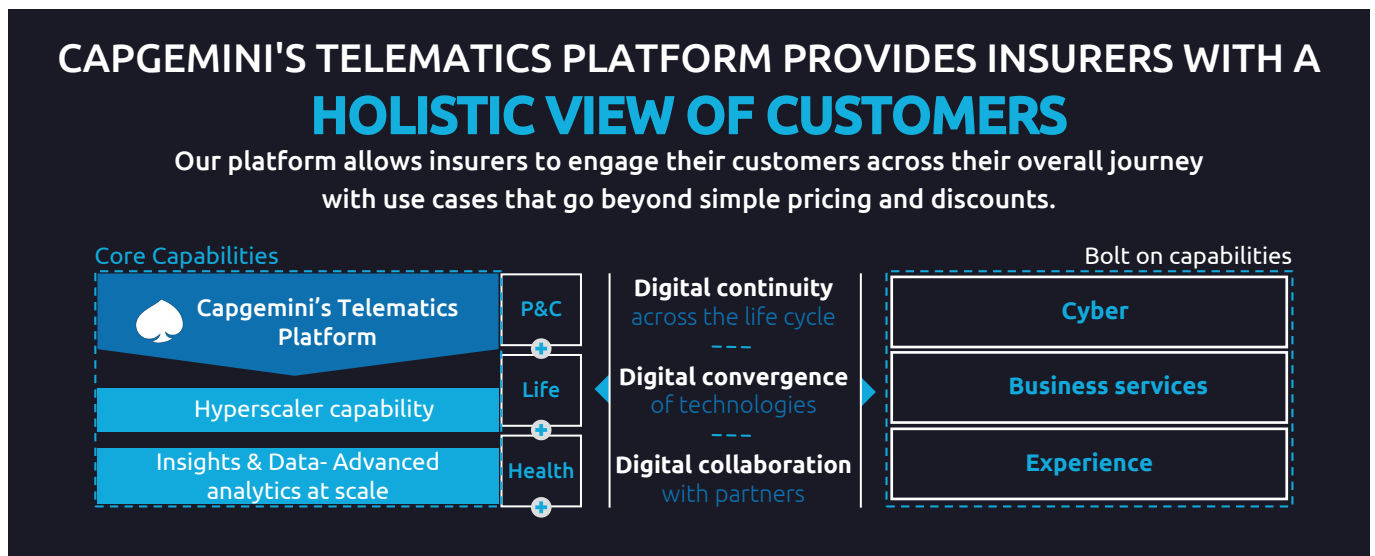 CAPGEMINI'S TELEMATICS PLATFORM PROVIDES INSURERS WITH A
HOLISTIC VIEW OF CUSTOMERS
Our platform allows insurers to engage their customers across their overall journey
with use cases that go beyond simple pricing and discounts.
Core Capabilities
Capgemini’s Telematics
Platform
Hyperscaler capability
Insights & Data- Advanced
analytics at scale
P&C
+
Life
+
Health
+
Digital continuity
across the life cycle
Digital convergence
of technologies
Digital collaboration
with partners
Bolt on capabilities
Cyber
Business services
Experience